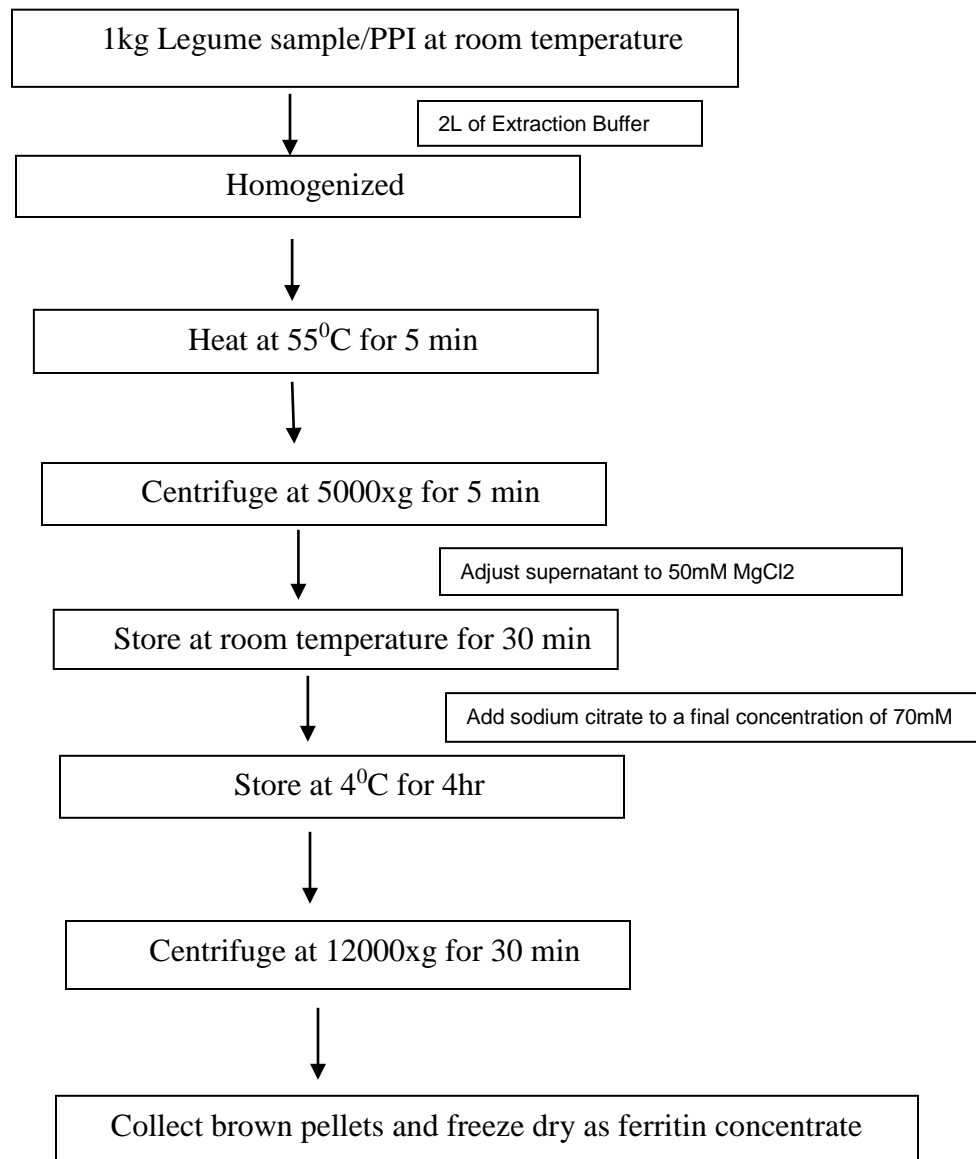 1kg Legume sample/PPI at room temperature
2L of Extraction Buffer
Homogenized
Heat at 55⁰C for 5 min
Centrifuge at 5000xg for 5 min
Adjust supernatant to 50mM MgCl2
Store at room temperature for 30 min
Add sodium citrate to a final concentration of 70mM
Store at 4⁰C for 4hr
Centrifuge at 12000xg for 30 min
Collect brown pellets and freeze dry as ferritin concentrate